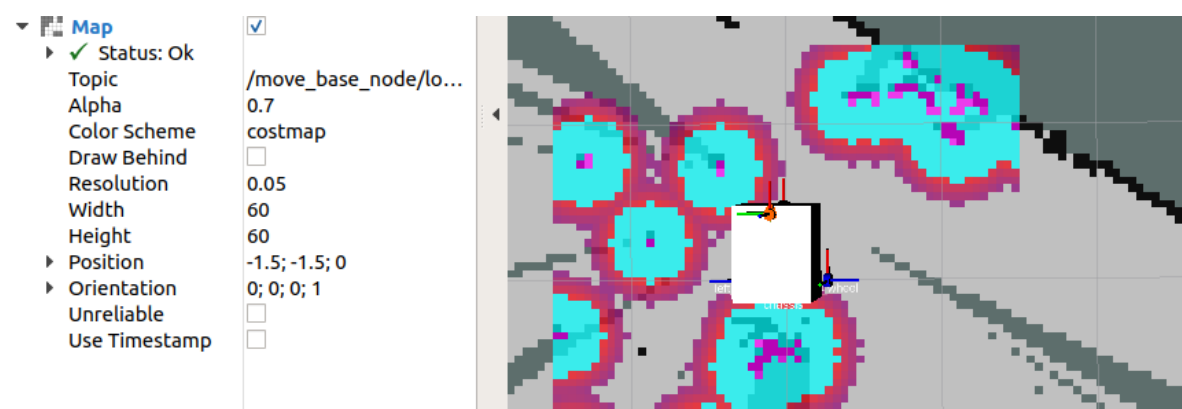 Map
Status: Ok
Topic /move_base_node/lo...
Alpha 0.7
Color Scheme costmap
Draw Behind
Resolution 0.05
Width 60
Height 60
Position -1.5; -1.5; 0
Orientation 0; 0; 0; 1
Unreliable
Use Timestamp
chassis